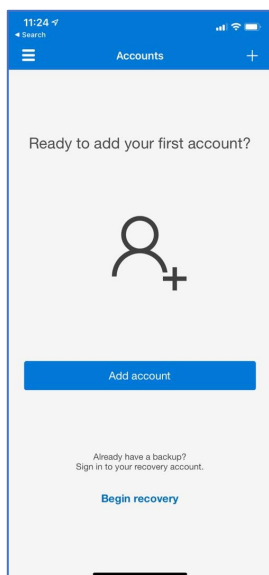 11:24
Search
Accounts
Ready to add your first account?
Add account
Already have a backup?
Sign in to your recovery account.
Begin recovery